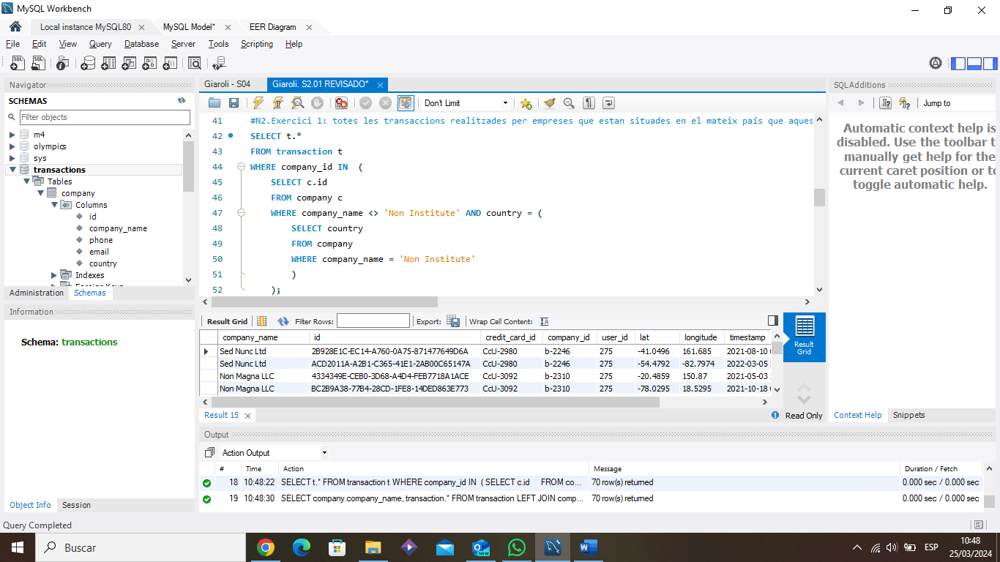 MySQL Workbench
Local instance MySQL80
MySQL Model*
EER Diagram
File Edit View Query Database Server Tools Scripting Help
Navigator
SCHEMAS
Filter objects
m4
olympics
sys
transactions
Tables
company
Columns
id
company_name
phone
email
country
Indexes
Administration Schemas
Information
Schema: transactions
Object Info Session
Query Completed
Giaroli - S04
Giaroli. S2.01 REVISADO*
Don't Limit
41 #N2.Exercici 1: totes les transaccions realitzades per empreses que estan situades en el mateix país que aques
42 SELECT t.*
43 FROM transaction t
44 WHERE company_id IN (
45 SELECT c.id
46 FROM company c
47 WHERE company_name <> 'Non Institute' AND country = (
48 SELECT country
49 FROM company
50 WHERE company_name = 'Non Institute'
51 )
52 );
Result Grid Filter Rows: Export: Wrap Cell Content:
company_name id credit_card_id company_id user_id lat longitude timestamp
Sed Nunc Ltd 2B928E1C-EC14-A760-0A75-871477649D6A CcU-2980 b-2246 275 -41.0496 161.685 2021-08-10
Sed Nunc Ltd ACD2011A-A2B1-C365-41E1-2AB00C65147A CcU-2980 b-2246 275 -54.4792 -82.7974 2022-03-05
Non Magna LLC 4334349E-CEB0-3D68-A4D4-FEB7718A1ACE CcU-3092 b-2310 275 -20.4859 150.87 2021-05-03
Non Magna LLC BC2B9A38-77B4-28CD-1FE8-14DED863E773 CcU-3092 b-2310 275 -78.0295 18.5295 2021-10-18
Result Grid
Result 15
Read Only
Output
Action Output
# Time Action Message Duration / Fetch
18 10:48:22 SELECT t.* FROM transaction t WHERE company_id IN ( SELECT c.id FROM co... 70 row(s) returned 0.000 sec / 0.000 sec
19 10:48:30 SELECT company.company_name, transaction.* FROM transaction LEFT JOIN comp... 70 row(s) returned 0.000 sec / 0.000 sec
SQLAdditions
Jump to
Automatic context help is
disabled. Use the toolbar t
manually get help for the
current caret position or to
toggle automatic help.
Context Help Snippets
Buscar
ESP
10:48
25/03/2024